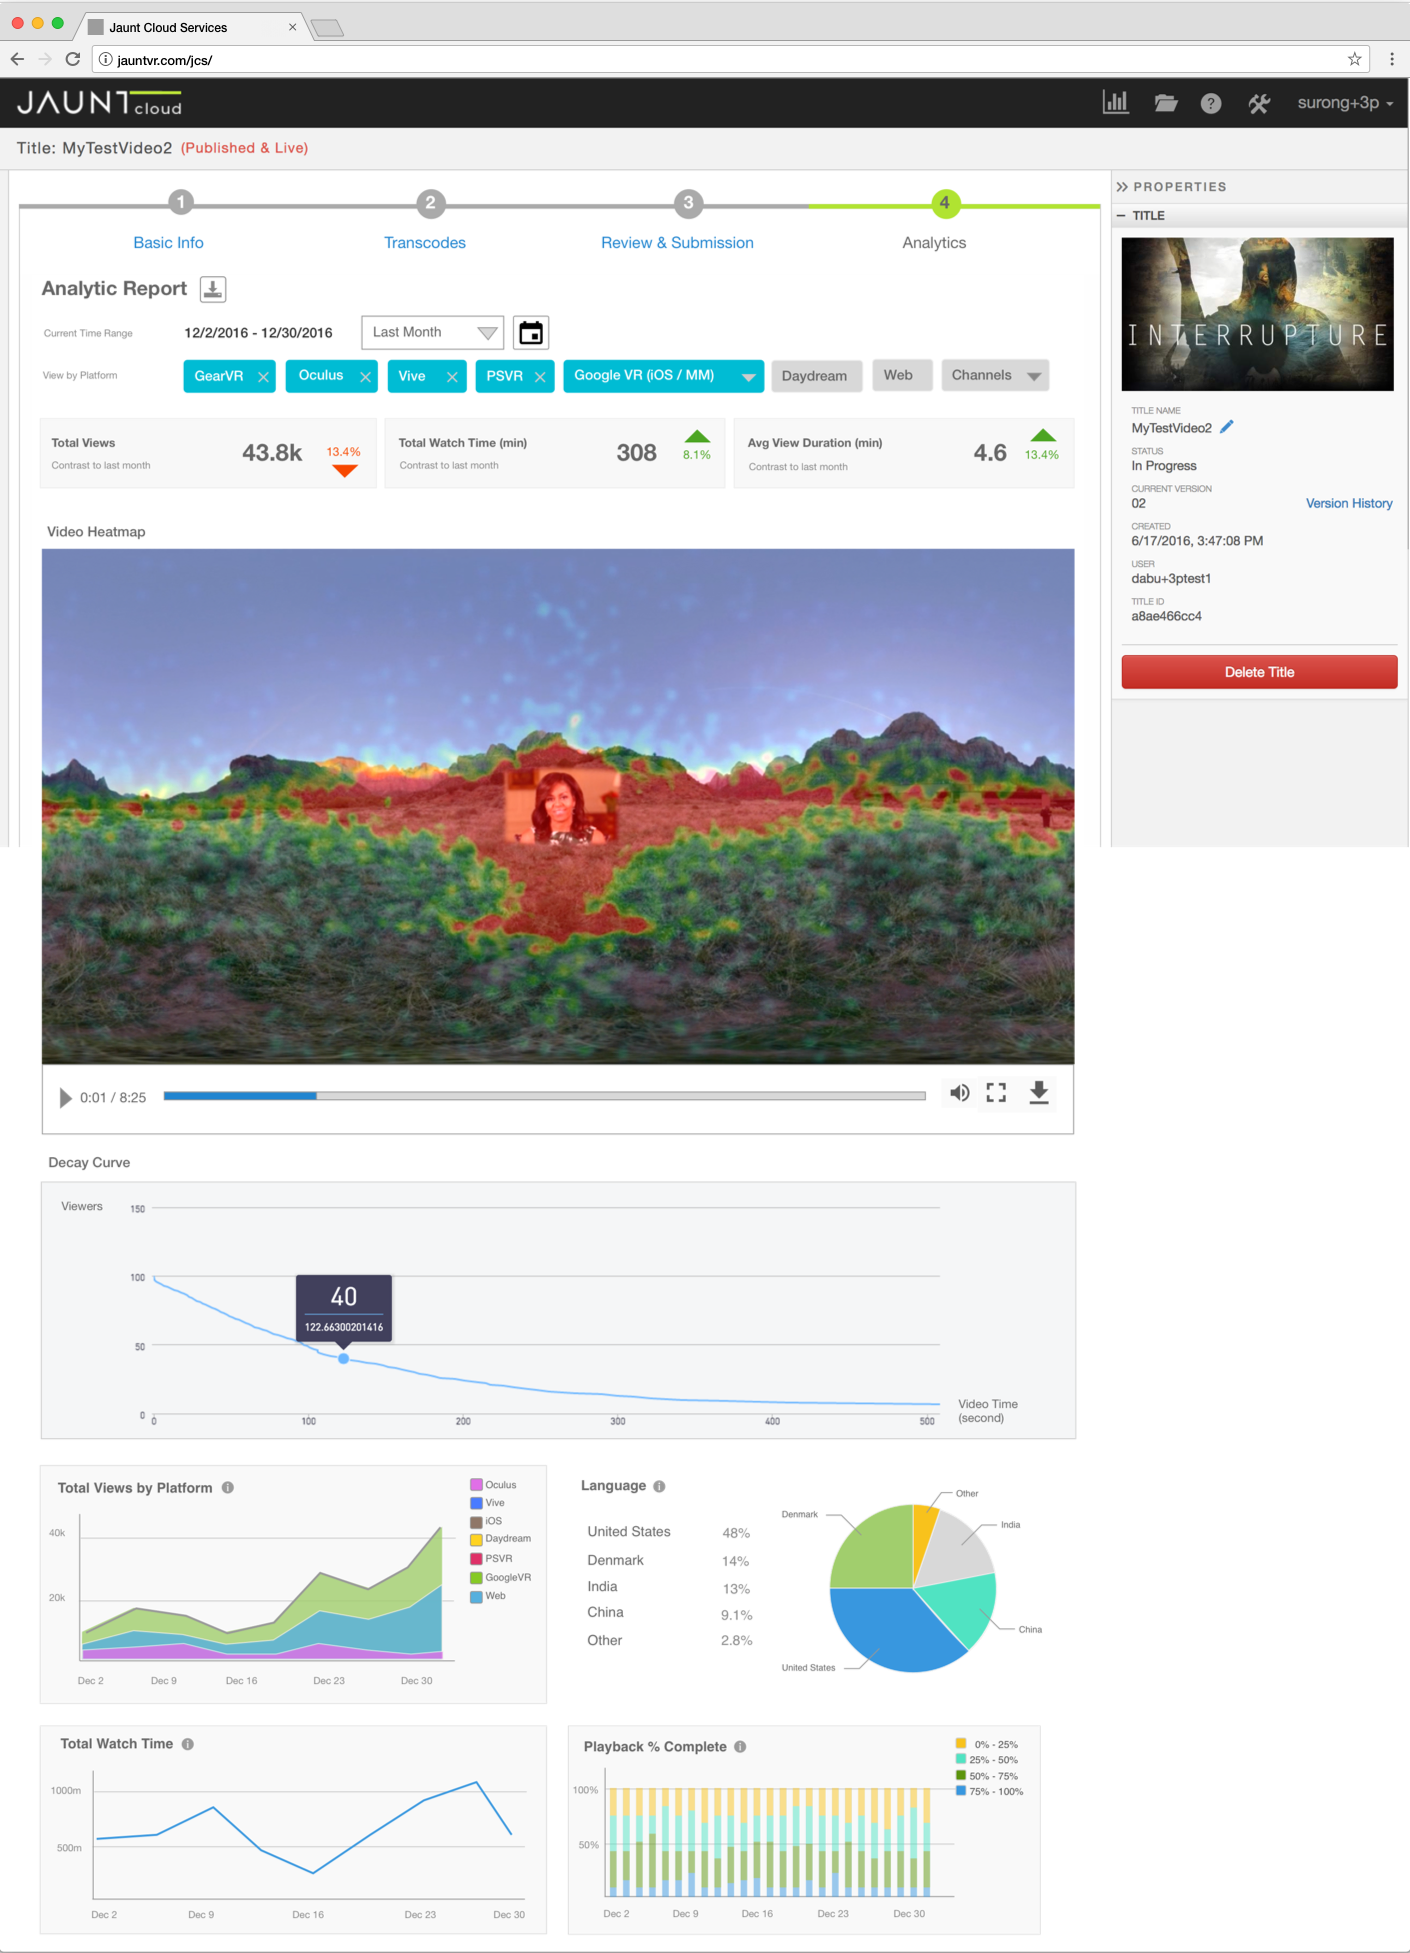 Jaunt Cloud Services
jauntvr.com/jcs/
JAUNT cloud
surong+3p
Title: MyTestVideo2 (Published & Live)
1
2
3
4
Basic Info
Transcodes
Review & Submission
Analytics
Analytic Report
Current Time Range
12/2/2016 - 12/30/2016
Last Month
View by Platform
GearVR
Oculus
Vive
PSVR
Google VR (iOS / MM)
Daydream
Web
Channels
Total Views
Contrast to last month
43.8k
13.4%
Total Watch Time (min)
Contrast to last month
308
8.1%
Avg View Duration (min)
Contrast to last month
4.6
13.4%
PROPERTIES
TITLE
INTERRUPTURE
TITLE NAME
MyTestVideo2
STATUS
In Progress
CURRENT VERSION
02
Version History
CREATED
6/17/2016, 3:47:08 PM
USER
dabu+3ptest1
TITLE ID
a8ae466cc4
Delete Title
Video Heatmap
0:01 / 8:25
Decay Curve
Viewers
150
100
50
0
40
122.66300201416
0
100
200
300
400
500
Video Time
(second)
Total Views by Platform
Oculus
Vive
iOS
Daydream
PSVR
GoogleVR
Web
40k
20k
Dec 2
Dec 9
Dec 16
Dec 23
Dec 30
Language
United States 48%
Denmark 14%
India 13%
China 9.1%
Other 2.8%
Other
Denmark
India
China
United States
Total Watch Time
1000m
500m
Dec 2
Dec 9
Dec 16
Dec 23
Dec 30
Playback % Complete
0% - 25%
25% - 50%
50% - 75%
75% - 100%
100%
50%
Dec 2
Dec 9
Dec 16
Dec 23
Dec 30